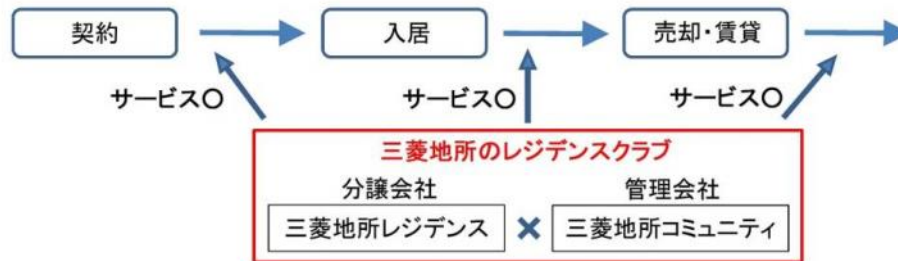 契約
入居
売却・賃貸
サービス〇
サービス〇
サービス〇
三菱地所のレジデンスクラブ
分譲会社
管理会社
三菱地所レジデンス
×
三菱地所コミュニティ